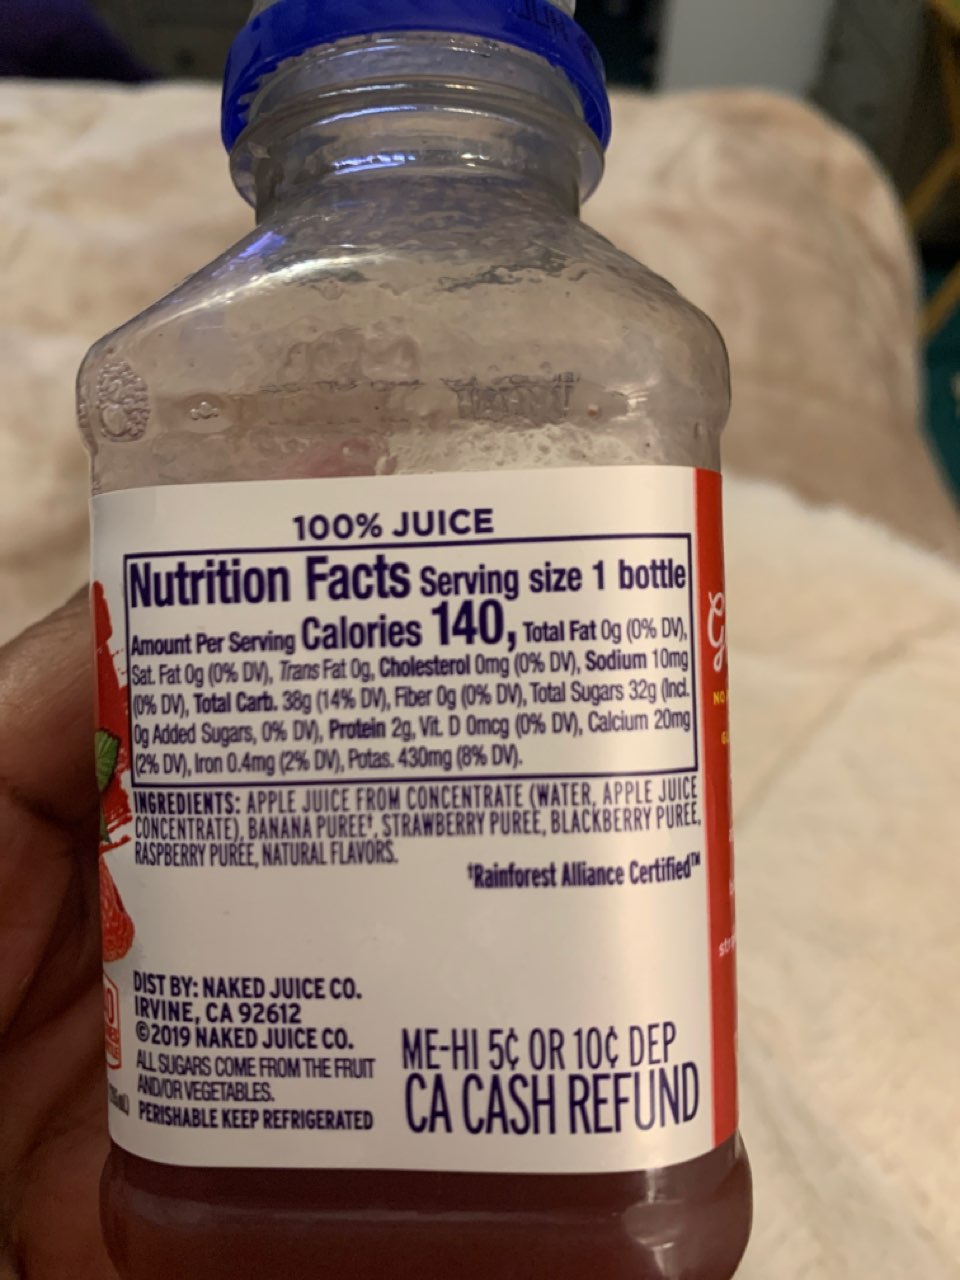 100% JUICE
Nutrition Facts Serving size 1 bottle
Amount Per Serving Calories 140, Total Fat 0g (0% DV),
Sat. Fat 0g (0% DV), Trans Fat 0g, Cholesterol 0mg (0% DV), Sodium 10mg
(0% DV), Total Carb. 38g (14% DV), Fiber 0g (0% DV), Total Sugars 32g (Incl.
0g Added Sugars, 0% DV), Protein 2g, Vit. D 0mcg (0% DV), Calcium 20mg
(2% DV), Iron 0.4mg (2% DV), Potas. 430mg (8% DV).
INGREDIENTS: APPLE JUICE FROM CONCENTRATE (WATER, APPLE JUICE
CONCENTRATE), BANANA PUREE†, STRAWBERRY PUREE, BLACKBERRY PUREE,
RASPBERRY PUREE, NATURAL FLAVORS.
†Rainforest Alliance Certified™
DIST BY: NAKED JUICE CO.
IRVINE, CA 92612
©2019 NAKED JUICE CO.
ALL SUGARS COME FROM THE FRUIT
AND/OR VEGETABLES.
PERISHABLE KEEP REFRIGERATED
ME-HI 5¢ OR 10¢ DEP
CA CASH REFUND
NO